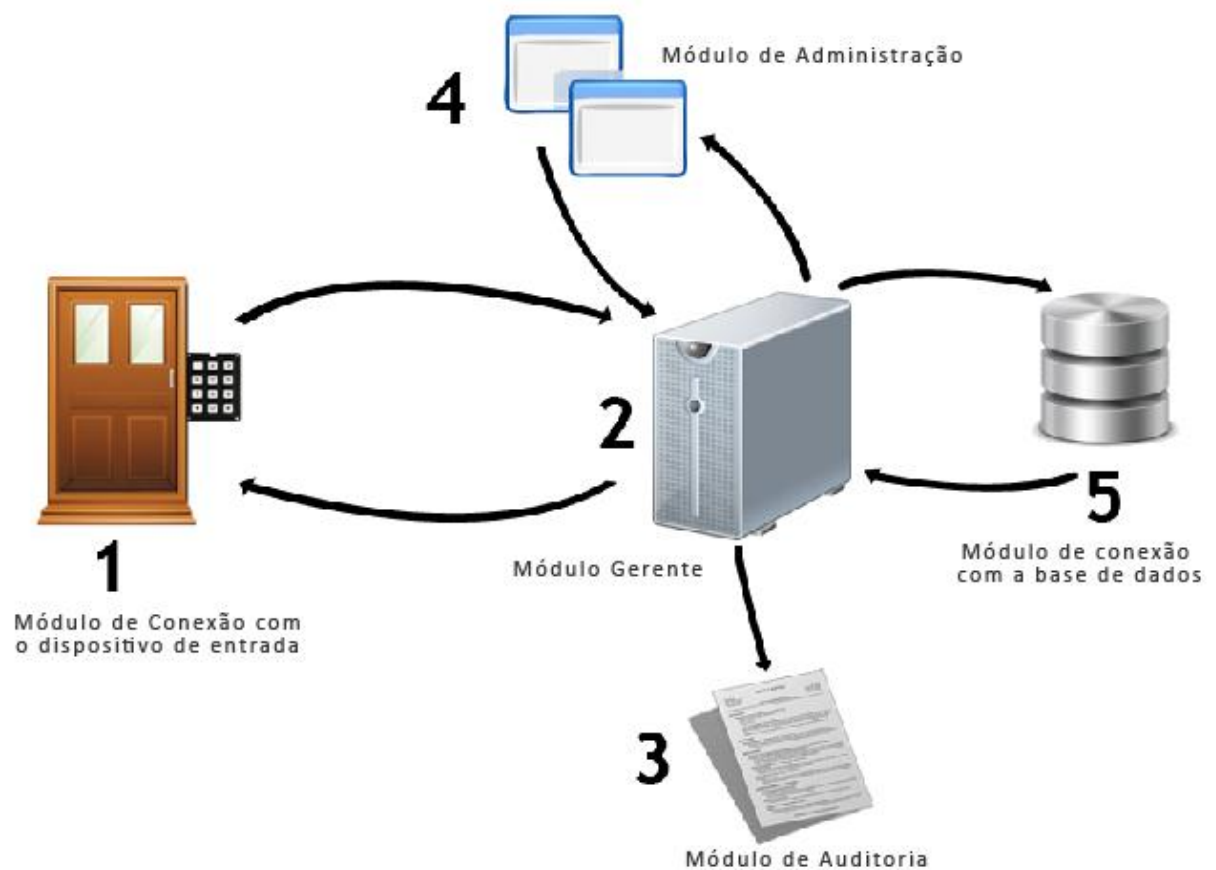 4
Módulo de Administração
2
Módulo Gerente
1
Módulo de Conexão com
o dispositivo de entrada
5
Módulo de conexão
com a base de dados
3
Módulo de Auditoria